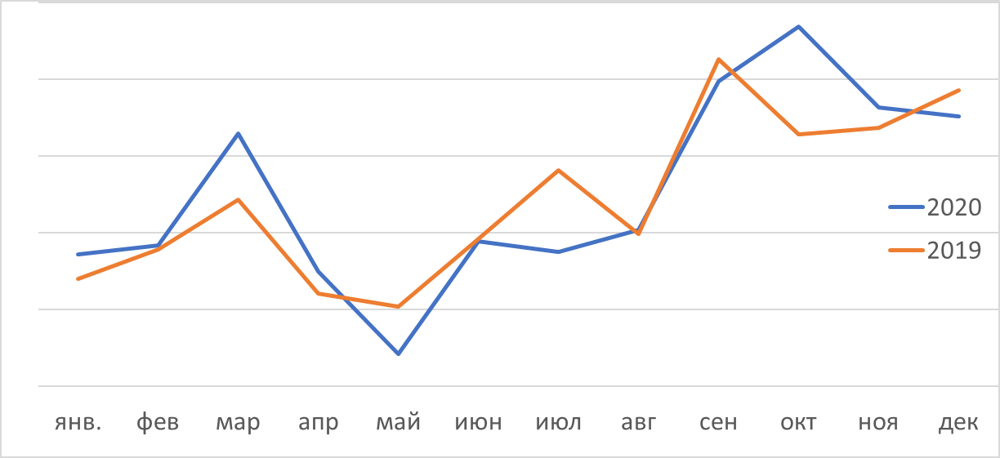 2020
2019
янв. фев мар апр май июн июл авг сен окт ноя дек